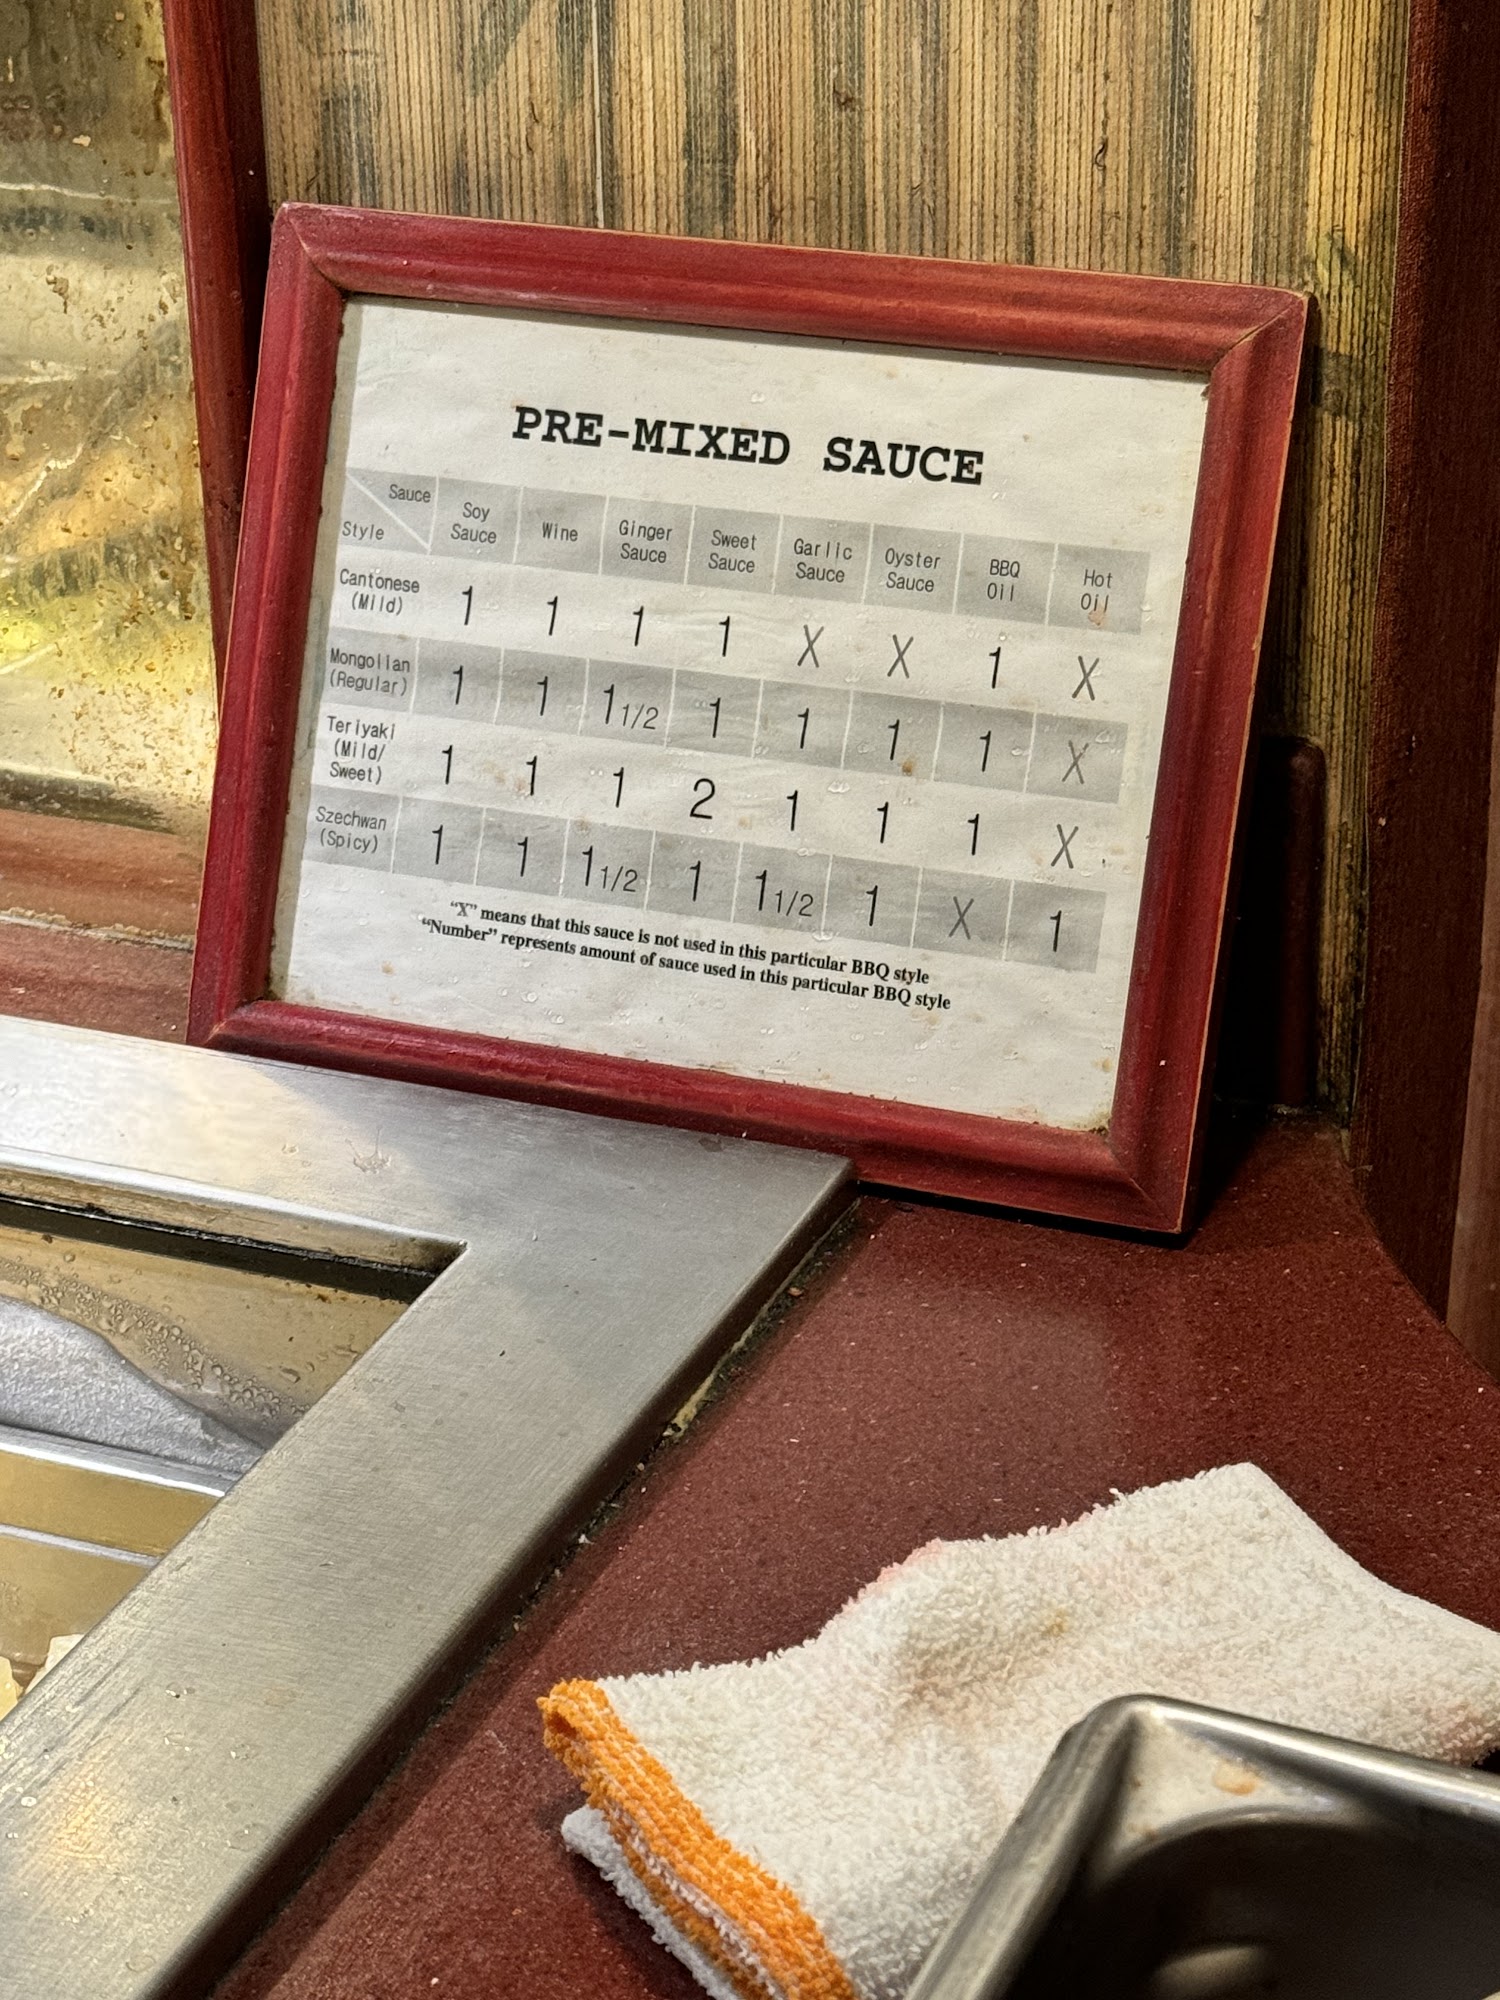 PRE-MIXED SAUCE
Sauce
Style
Soy Sauce
Wine
Ginger Sauce
Sweet Sauce
Garlic Sauce
Oyster Sauce
BBQ Oil
Hot Oil
Cantonese (Mild) 1 1 1 1 X X 1 X
Mongolian (Regular) 1 1 1 1/2 1 1 1 1 X
Teriyaki (Mild/ Sweet) 1 1 1 2 1 1 1 X
Szechwan (Spicy) 1 1 1 1/2 1 1 1/2 1 X 1
“X” means that this sauce is not used in this particular BBQ style
“Number” represents amount of sauce used in this particular BBQ style